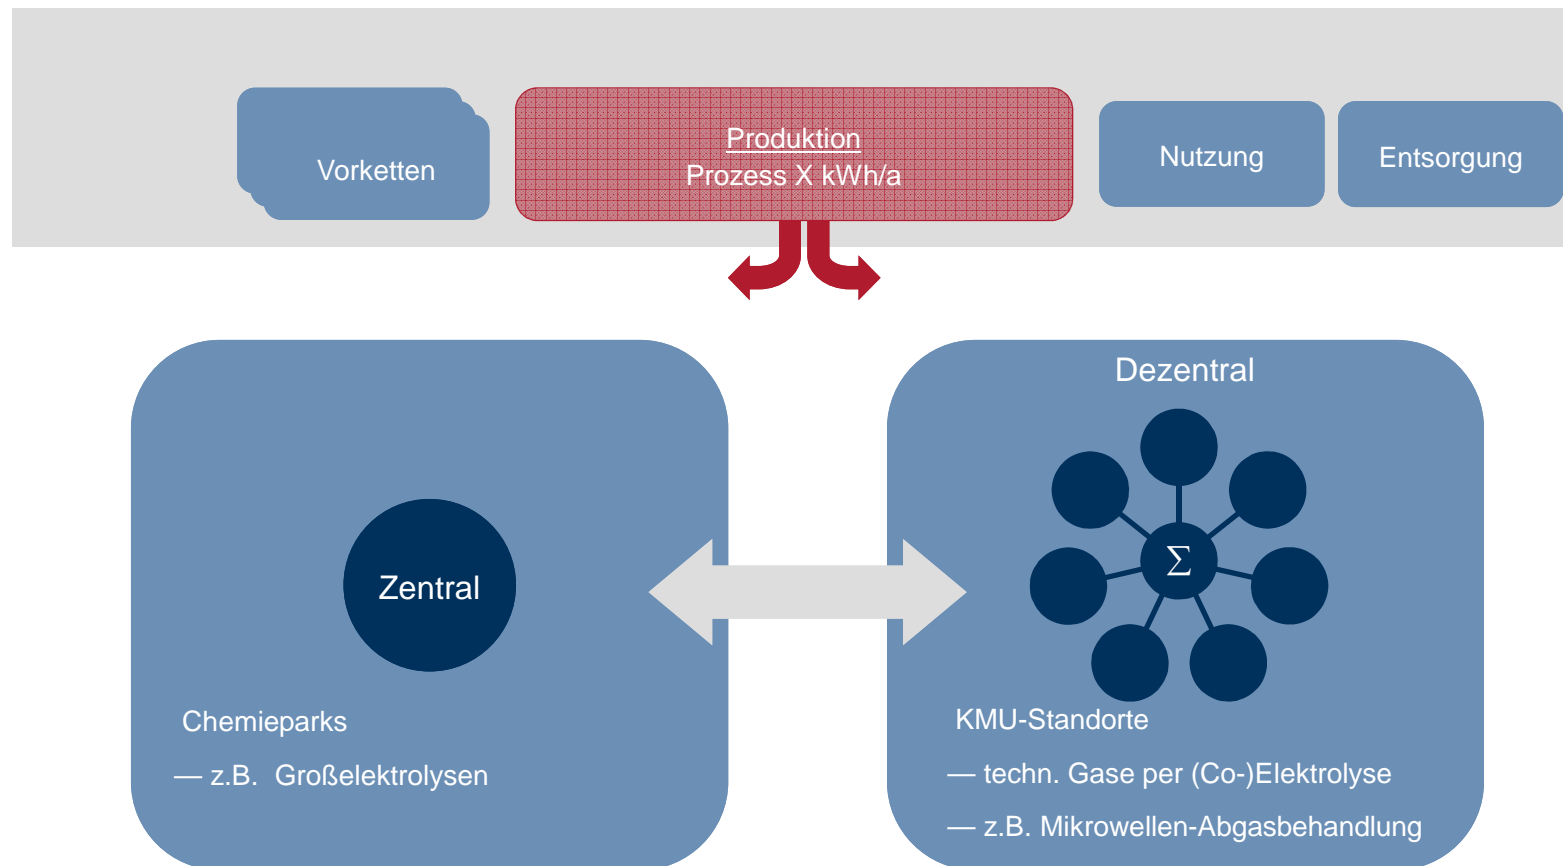 Vorketten
Produktion
Prozess X kWh/a
Nutzung
Entsorgung
Zentral
Chemieparks
— z.B. Großelektrolysen
Dezentral
Σ
KMU-Standorte
— techn. Gase per (Co-)Elektrolyse
— z.B. Mikrowellen-Abgasbehandlung